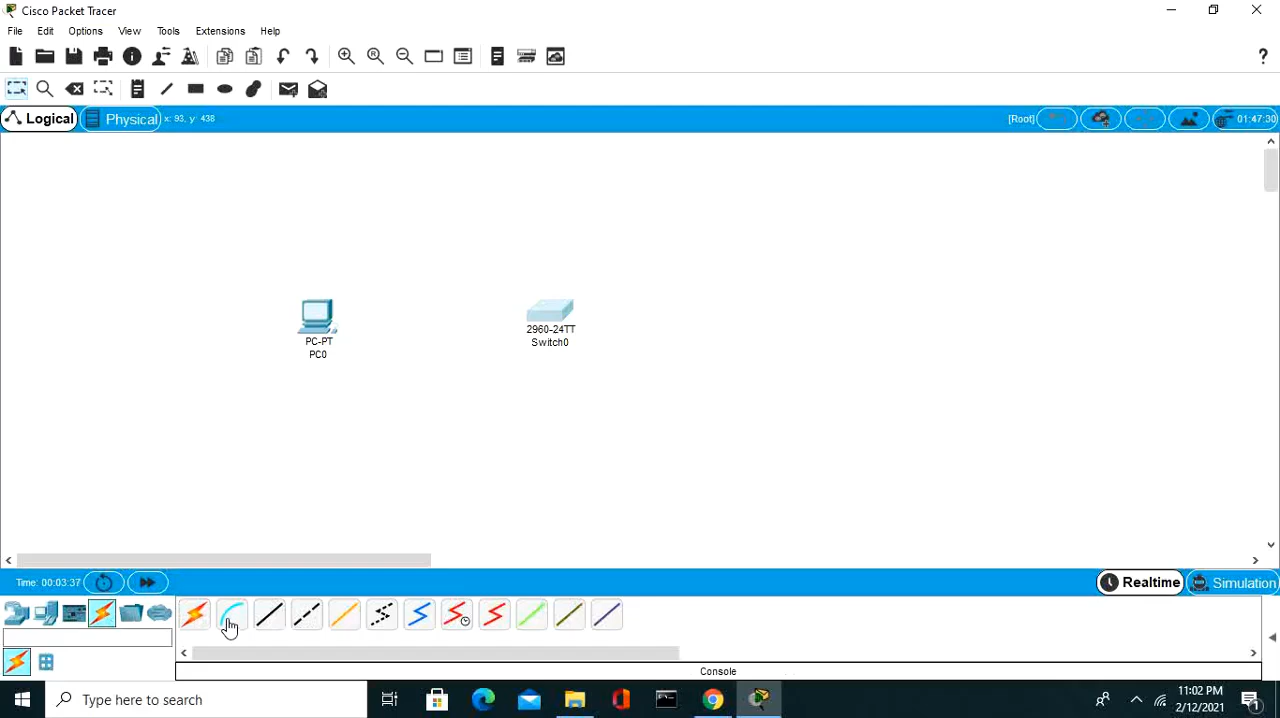 Cisco Packet Tracer
File Edit Options View Tools Extensions Help
?
Logical Physical x: 93, y: 438 [Root] 01:47:30
PC-PT
PC0
2960-24TT
Switch0
Time: 00:03:37 Realtime Simulation
Console
Type here to search
11:02 PM
2/12/2021
1